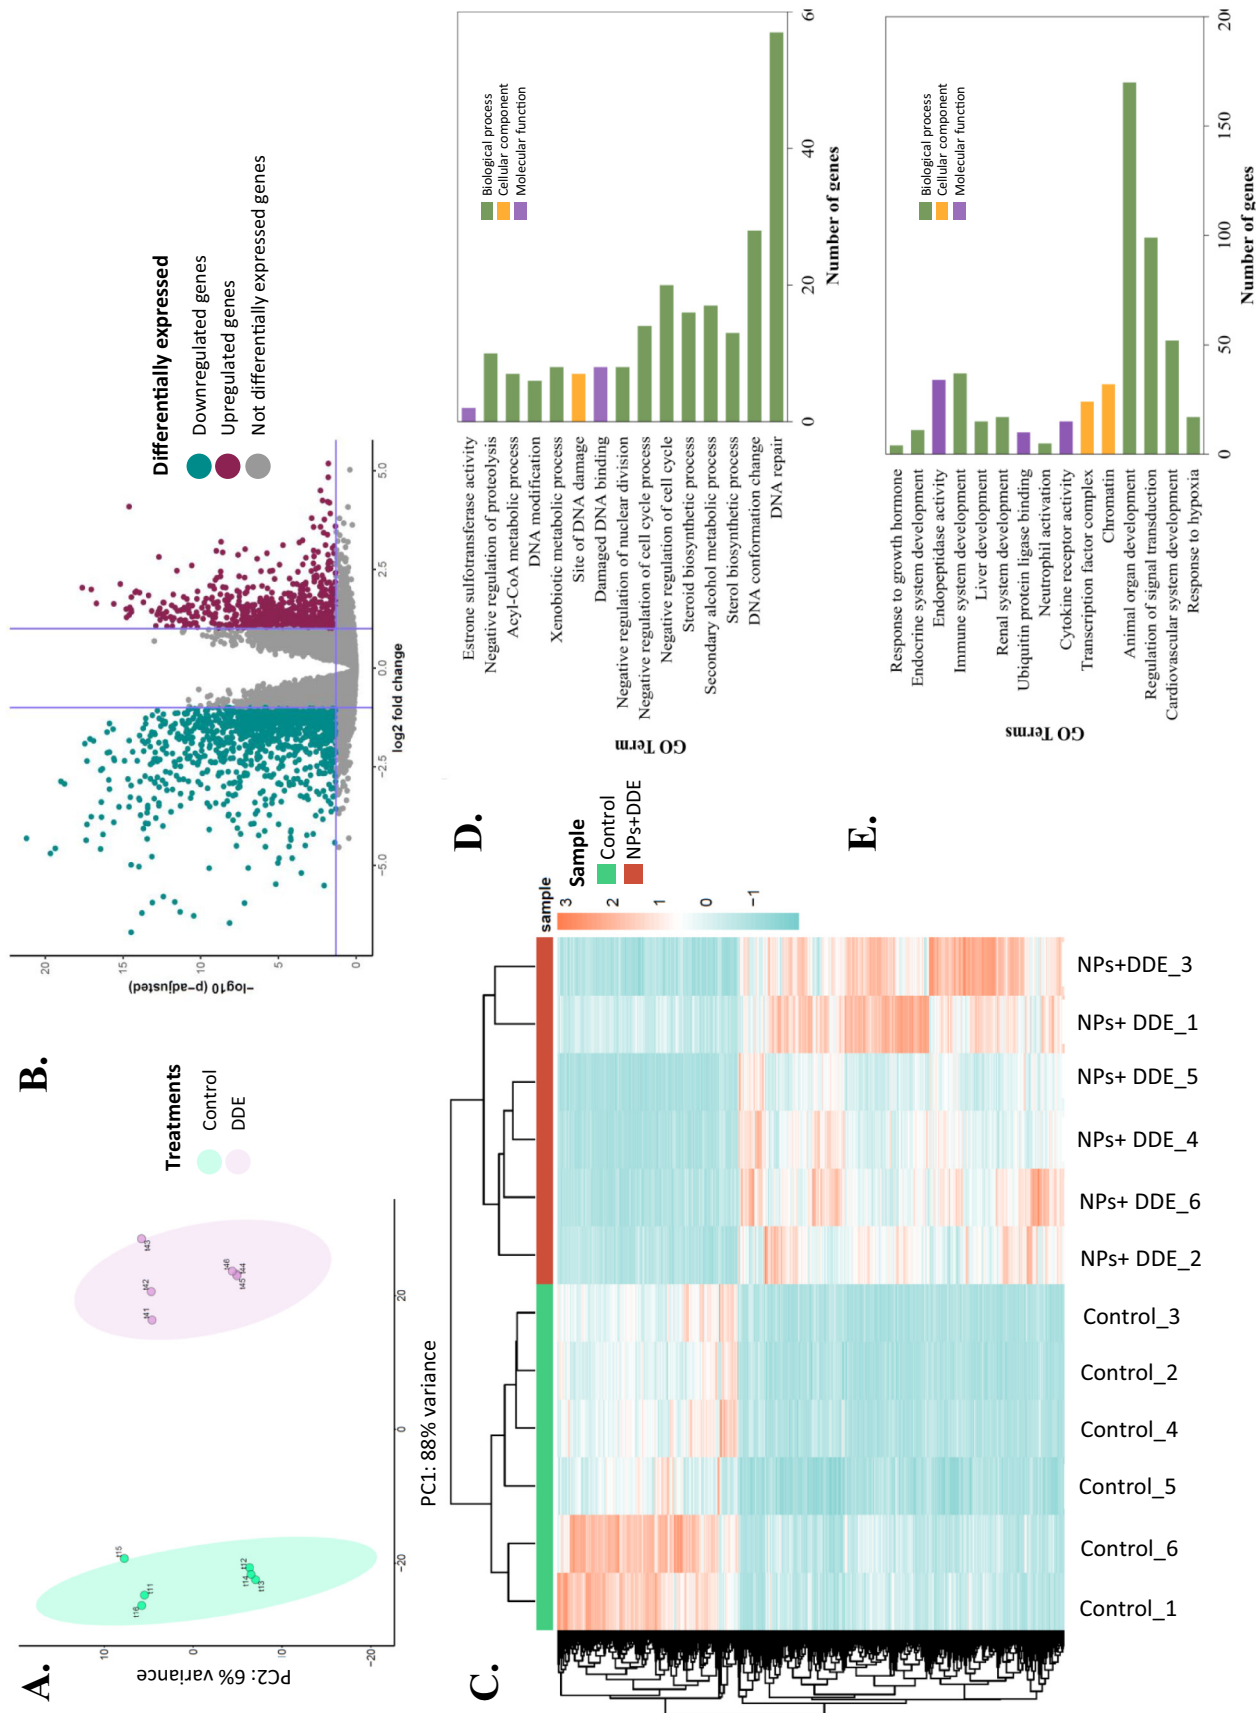 A.
10
0
-10
-20
PC2: 6% variance
t16
t11
t15
t14
t12
t13
t41
t42
t43
t46
t45
t44
-20
0
20
PC1: 88% variance
Treatments
Control
DDE
B.
20
15
10
5
0
−log10 (p−adjusted)
−5.0
−2.5
0.0
2.5
5.0
log2 fold change
Differentially expressed
Downregulated genes
Upregulated genes
Not differentially expressed genes
C.
sample
Sample
Control
NPs+DDE
3
2
1
0
−1
Control_1
Control_6
Control_5
Control_4
Control_2
Control_3
NPs+ DDE_2
NPs+ DDE_6
NPs+ DDE_4
NPs+ DDE_5
NPs+ DDE_1
NPs+DDE_3
D.
GO Term
Estrone sulfotransferase activity
Negative regulation of proteolysis
Acyl-CoA metabolic process
DNA modification
Xenobiotic metabolic process
Site of DNA damage
Damaged DNA binding
Negative regulation of nuclear division
Negative regulation of cell cycle process
Negative regulation of cell cycle
Steroid biosynthetic process
Secondary alcohol metabolic process
Sterol biosynthetic process
DNA conformation change
DNA repair
0
20
40
Number of genes
Biological process
Cellular component
Molecular function
E.
GO Terms
Response to growth hormone
Endocrine system development
Endopeptidase activity
Immune system development
Liver development
Renal system development
Ubiquitin protein ligase binding
Neutrophil activation
Cytokine receptor activity
Transcription factor complex
Chromatin
Animal organ development
Regulation of signal transduction
Cardiovascular system development
Response to hypoxia
0
50
100
150
Number of genes
Biological process
Cellular component
Molecular function